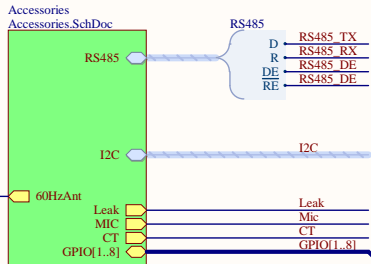 Accessories
Accessories.SchDoc
RS485
RS485
D
RS485_TX
R
RS485_RX
DE
RS485_DE
RE
RS485_DE
I2C
I2C
60HzAnt
Leak
Leak
MIC
Mic
CT
CT
GPIO[1..8]
GPIO[1..8]